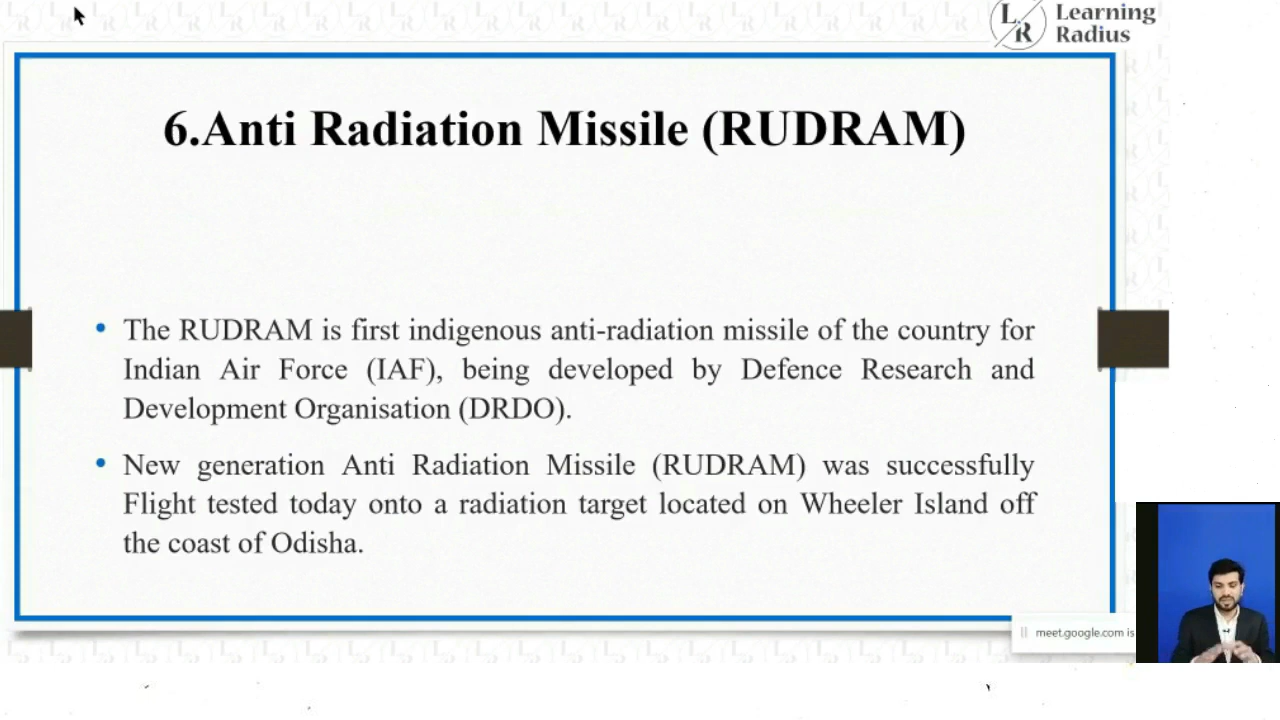 L R Learning
Radius
6.Anti Radiation Missile (RUDRAM)
• The RUDRAM is first indigenous anti-radiation missile of the country for
Indian Air Force (IAF), being developed by Defence Research and
Development Organisation (DRDO).
• New generation Anti Radiation Missile (RUDRAM) was successfully
Flight tested today onto a radiation target located on Wheeler Island off
the coast of Odisha.
meet.google.com is